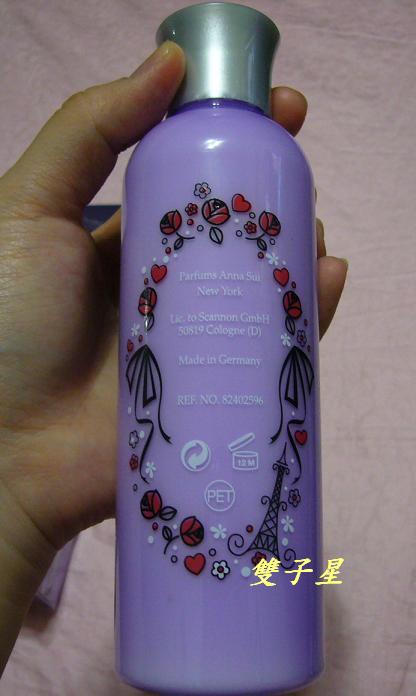 Parfums Anna Sui
New York
Lic. to Scannon GmbH
50819 Cologne (D)
Made in Germany
REF. NO. 82402596
12 M
PET
雙子星